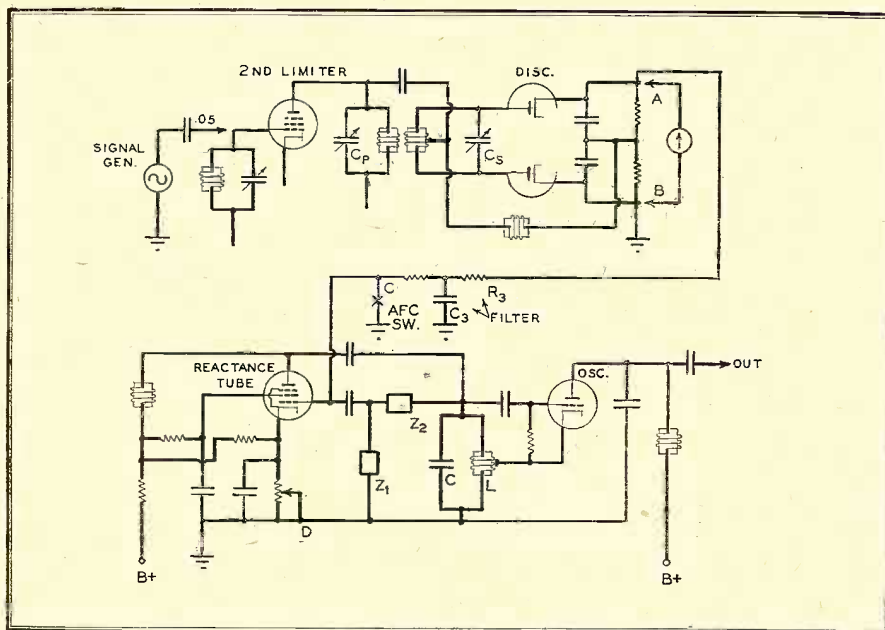 2ND LIMITER
DISC.
.05
A
SIGNAL
GEN.
CP
CS
B
C
R3
AFC
SW.
C3
FILTER
REACTANCE
TUBE
OSC.
OUT
Z2
Z1
C
L
D
B+
B+